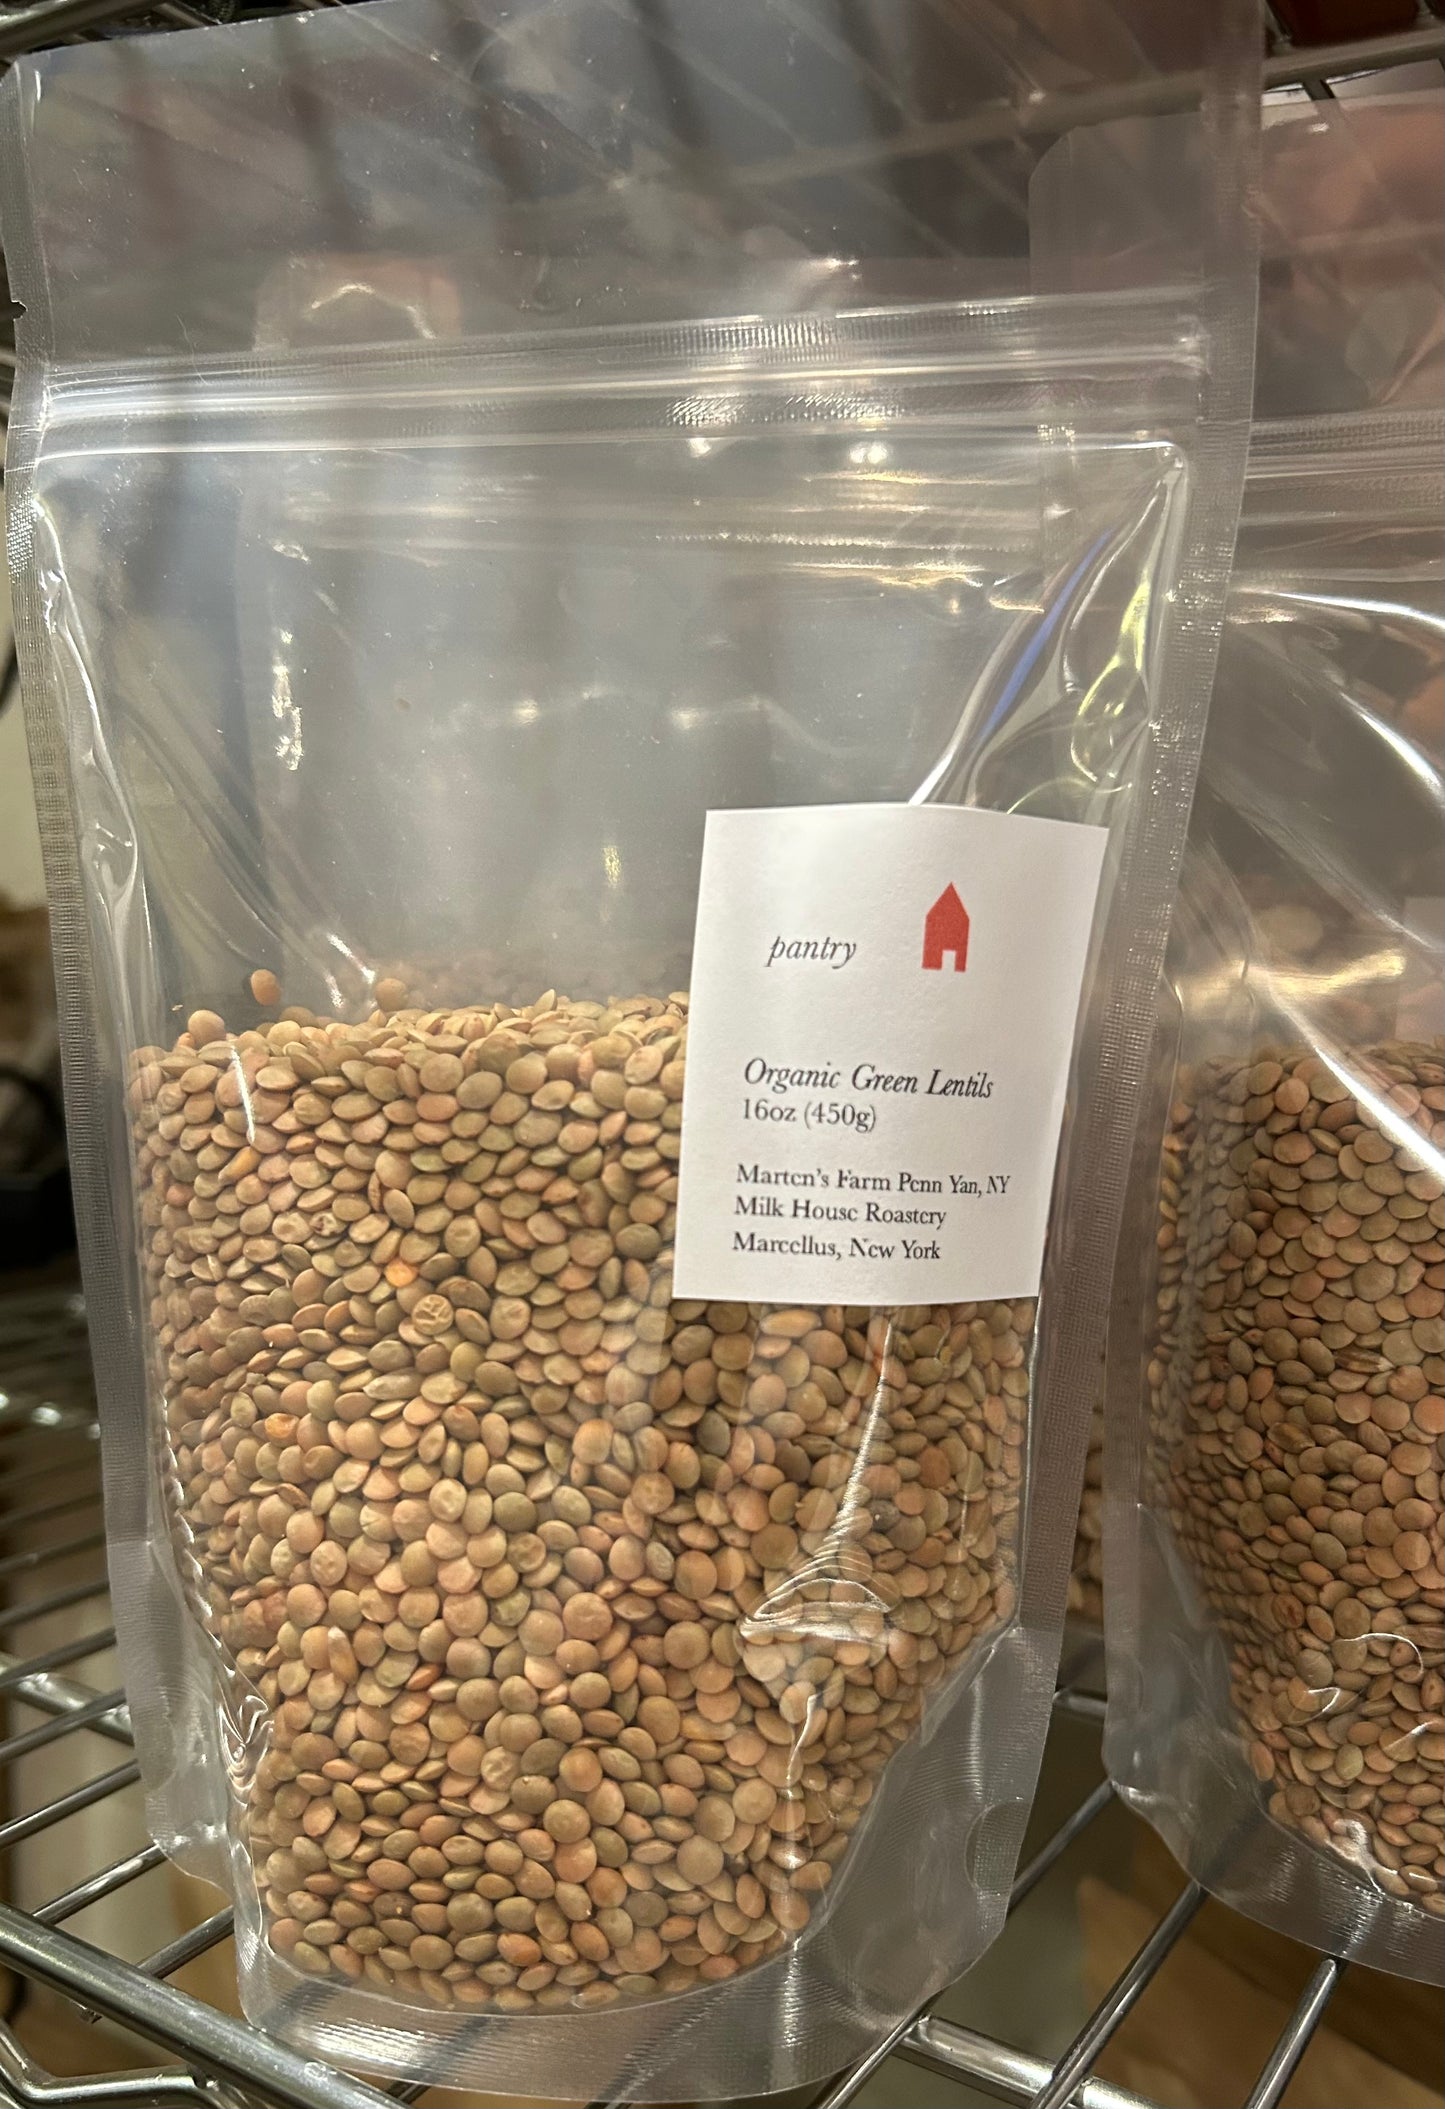 pantry
Organic Green Lentils
16oz (450g)
Marten's Farm Penn Yan, NY
Milk House Roastery
Marcellus, New York